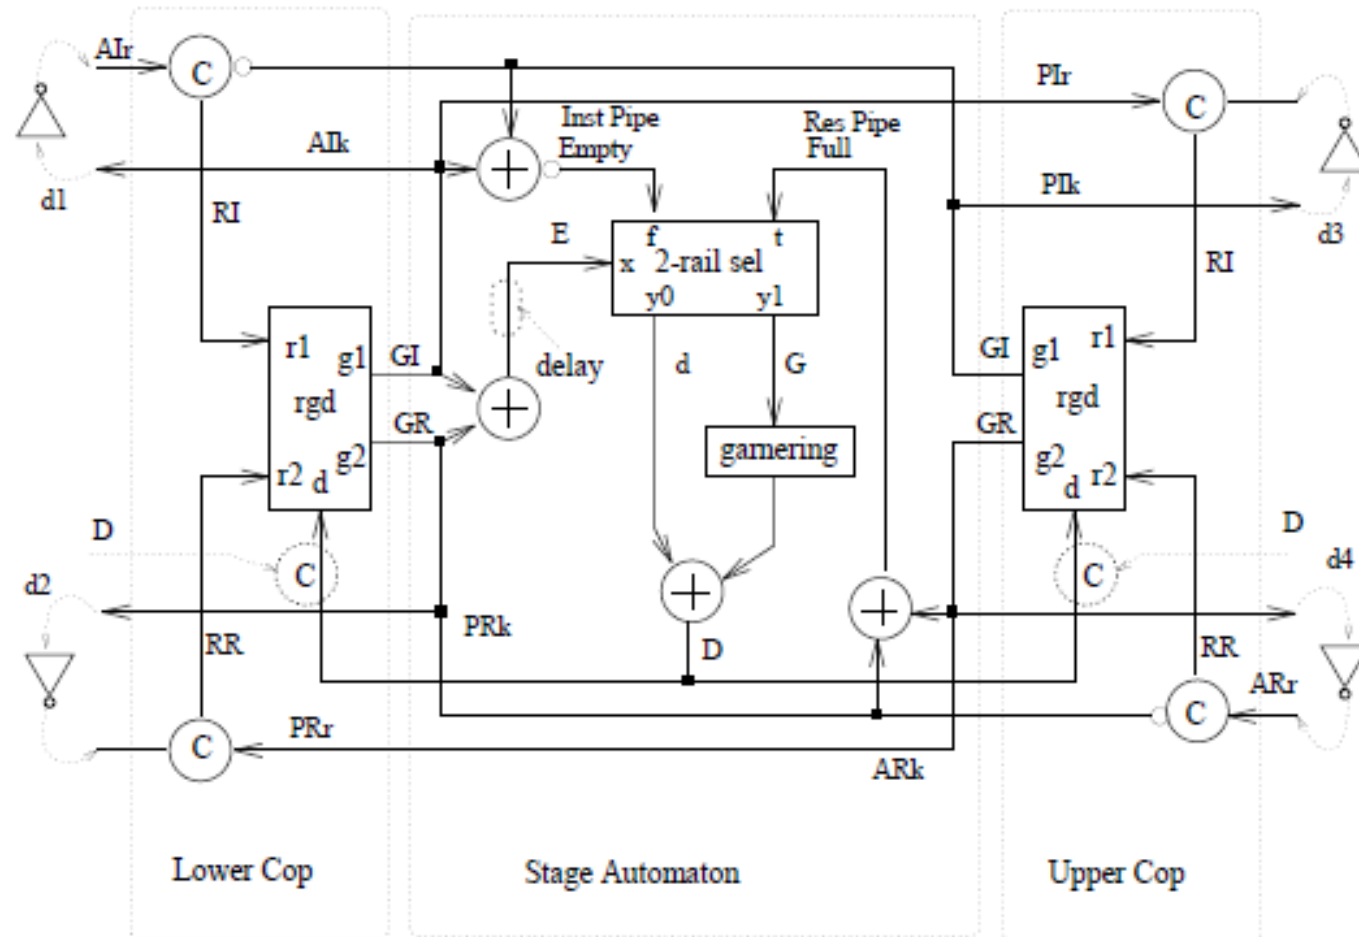 AIr
C
PIr
C
Inst Pipe
Empty
Res Pipe
Full
AIk
+
PIk
d1
RI
E
f
t
x 2-rail sel
y0
y1
d3
RI
r1
g1
GI
rgd
GR
g2
r2
d
+
delay
d
G
garnering
GI
g1
r1
rgd
GR
g2
d
r2
D
C
d2
PRk
RR
+
D
+
D
C
d4
RR
ARr
C
PRr
C
ARk
Lower Cop
Stage Automaton
Upper Cop